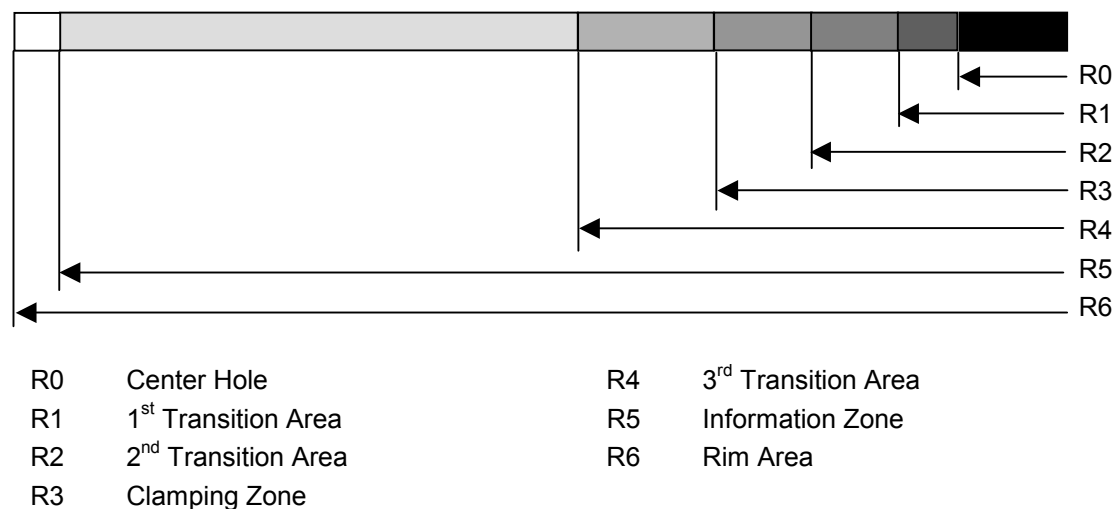 R0
R1
R2
R3
R4
R5
R6
R0 Center Hole
R1 1st Transition Area
R2 2nd Transition Area
R3 Clamping Zone
R4 3rd Transition Area
R5 Information Zone
R6 Rim Area